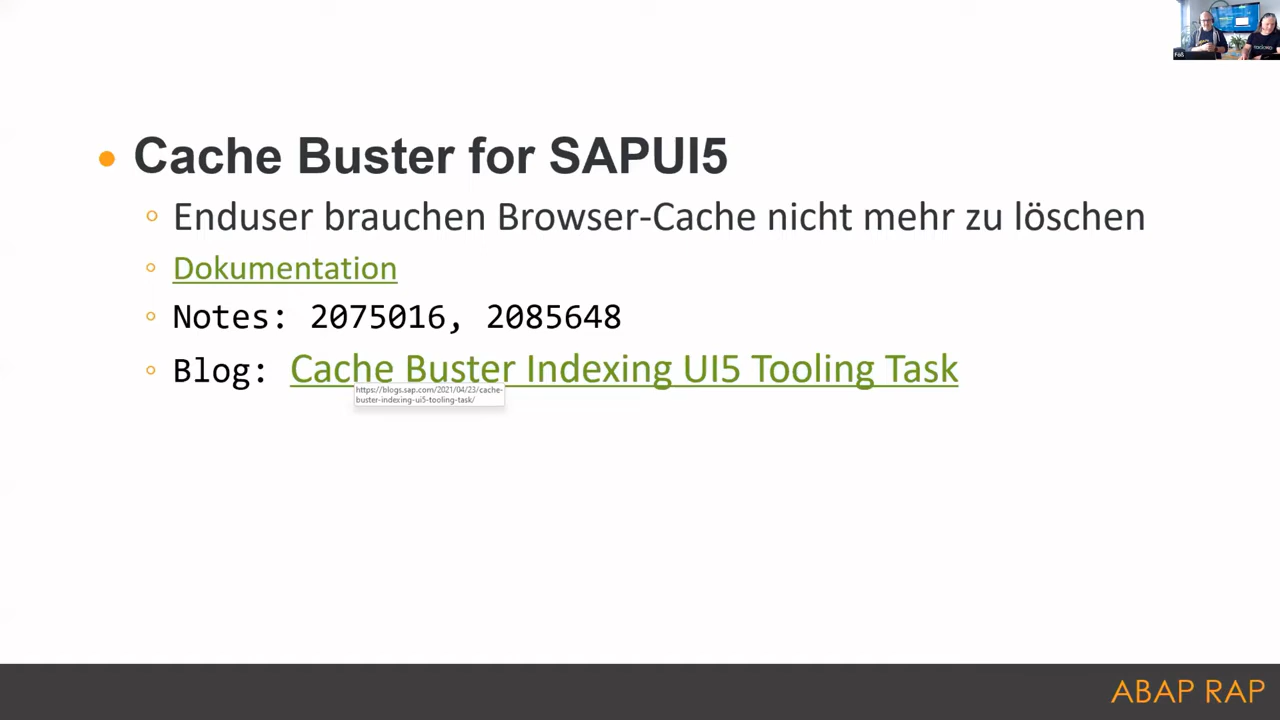 Cache Buster for SAPUI5
Enduser brauchen Browser-Cache nicht mehr zu löschen
Dokumentation
Notes: 2075016, 2085648
Blog: Cache Buster Indexing UI5 Tooling Task
https://blogs.sap.com/2021/04/23/cache-
buster-indexing-ui5-tooling-task/
ABAP RAP